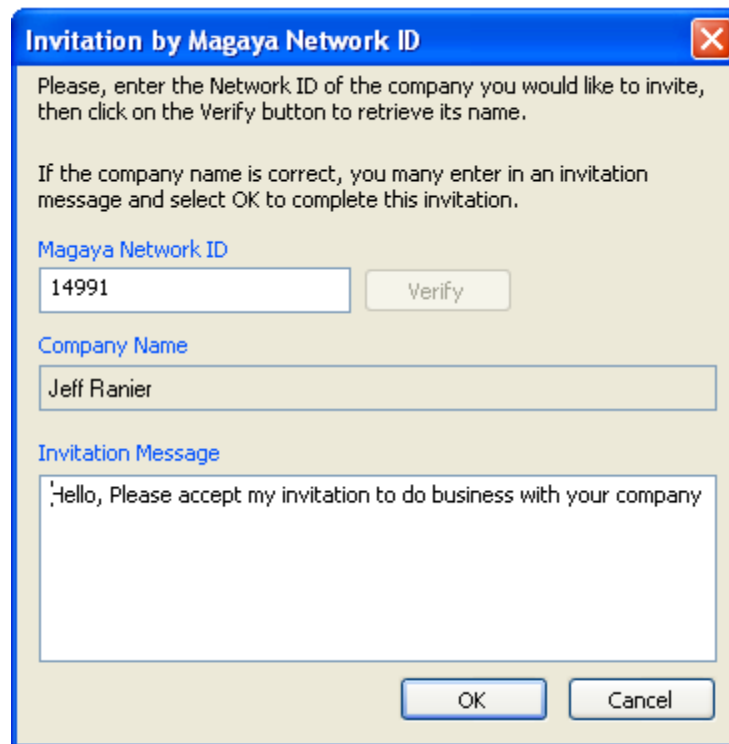 Invitation by Magaya Network ID
Please, enter the Network ID of the company you would like to invite,
then click on the Verify button to retrieve its name.
If the company name is correct, you many enter in an invitation
message and select OK to complete this invitation.
Magaya Network ID
14991
Verify
Company Name
Jeff Ranier
Invitation Message
Hello, Please accept my invitation to do business with your company
OK
Cancel